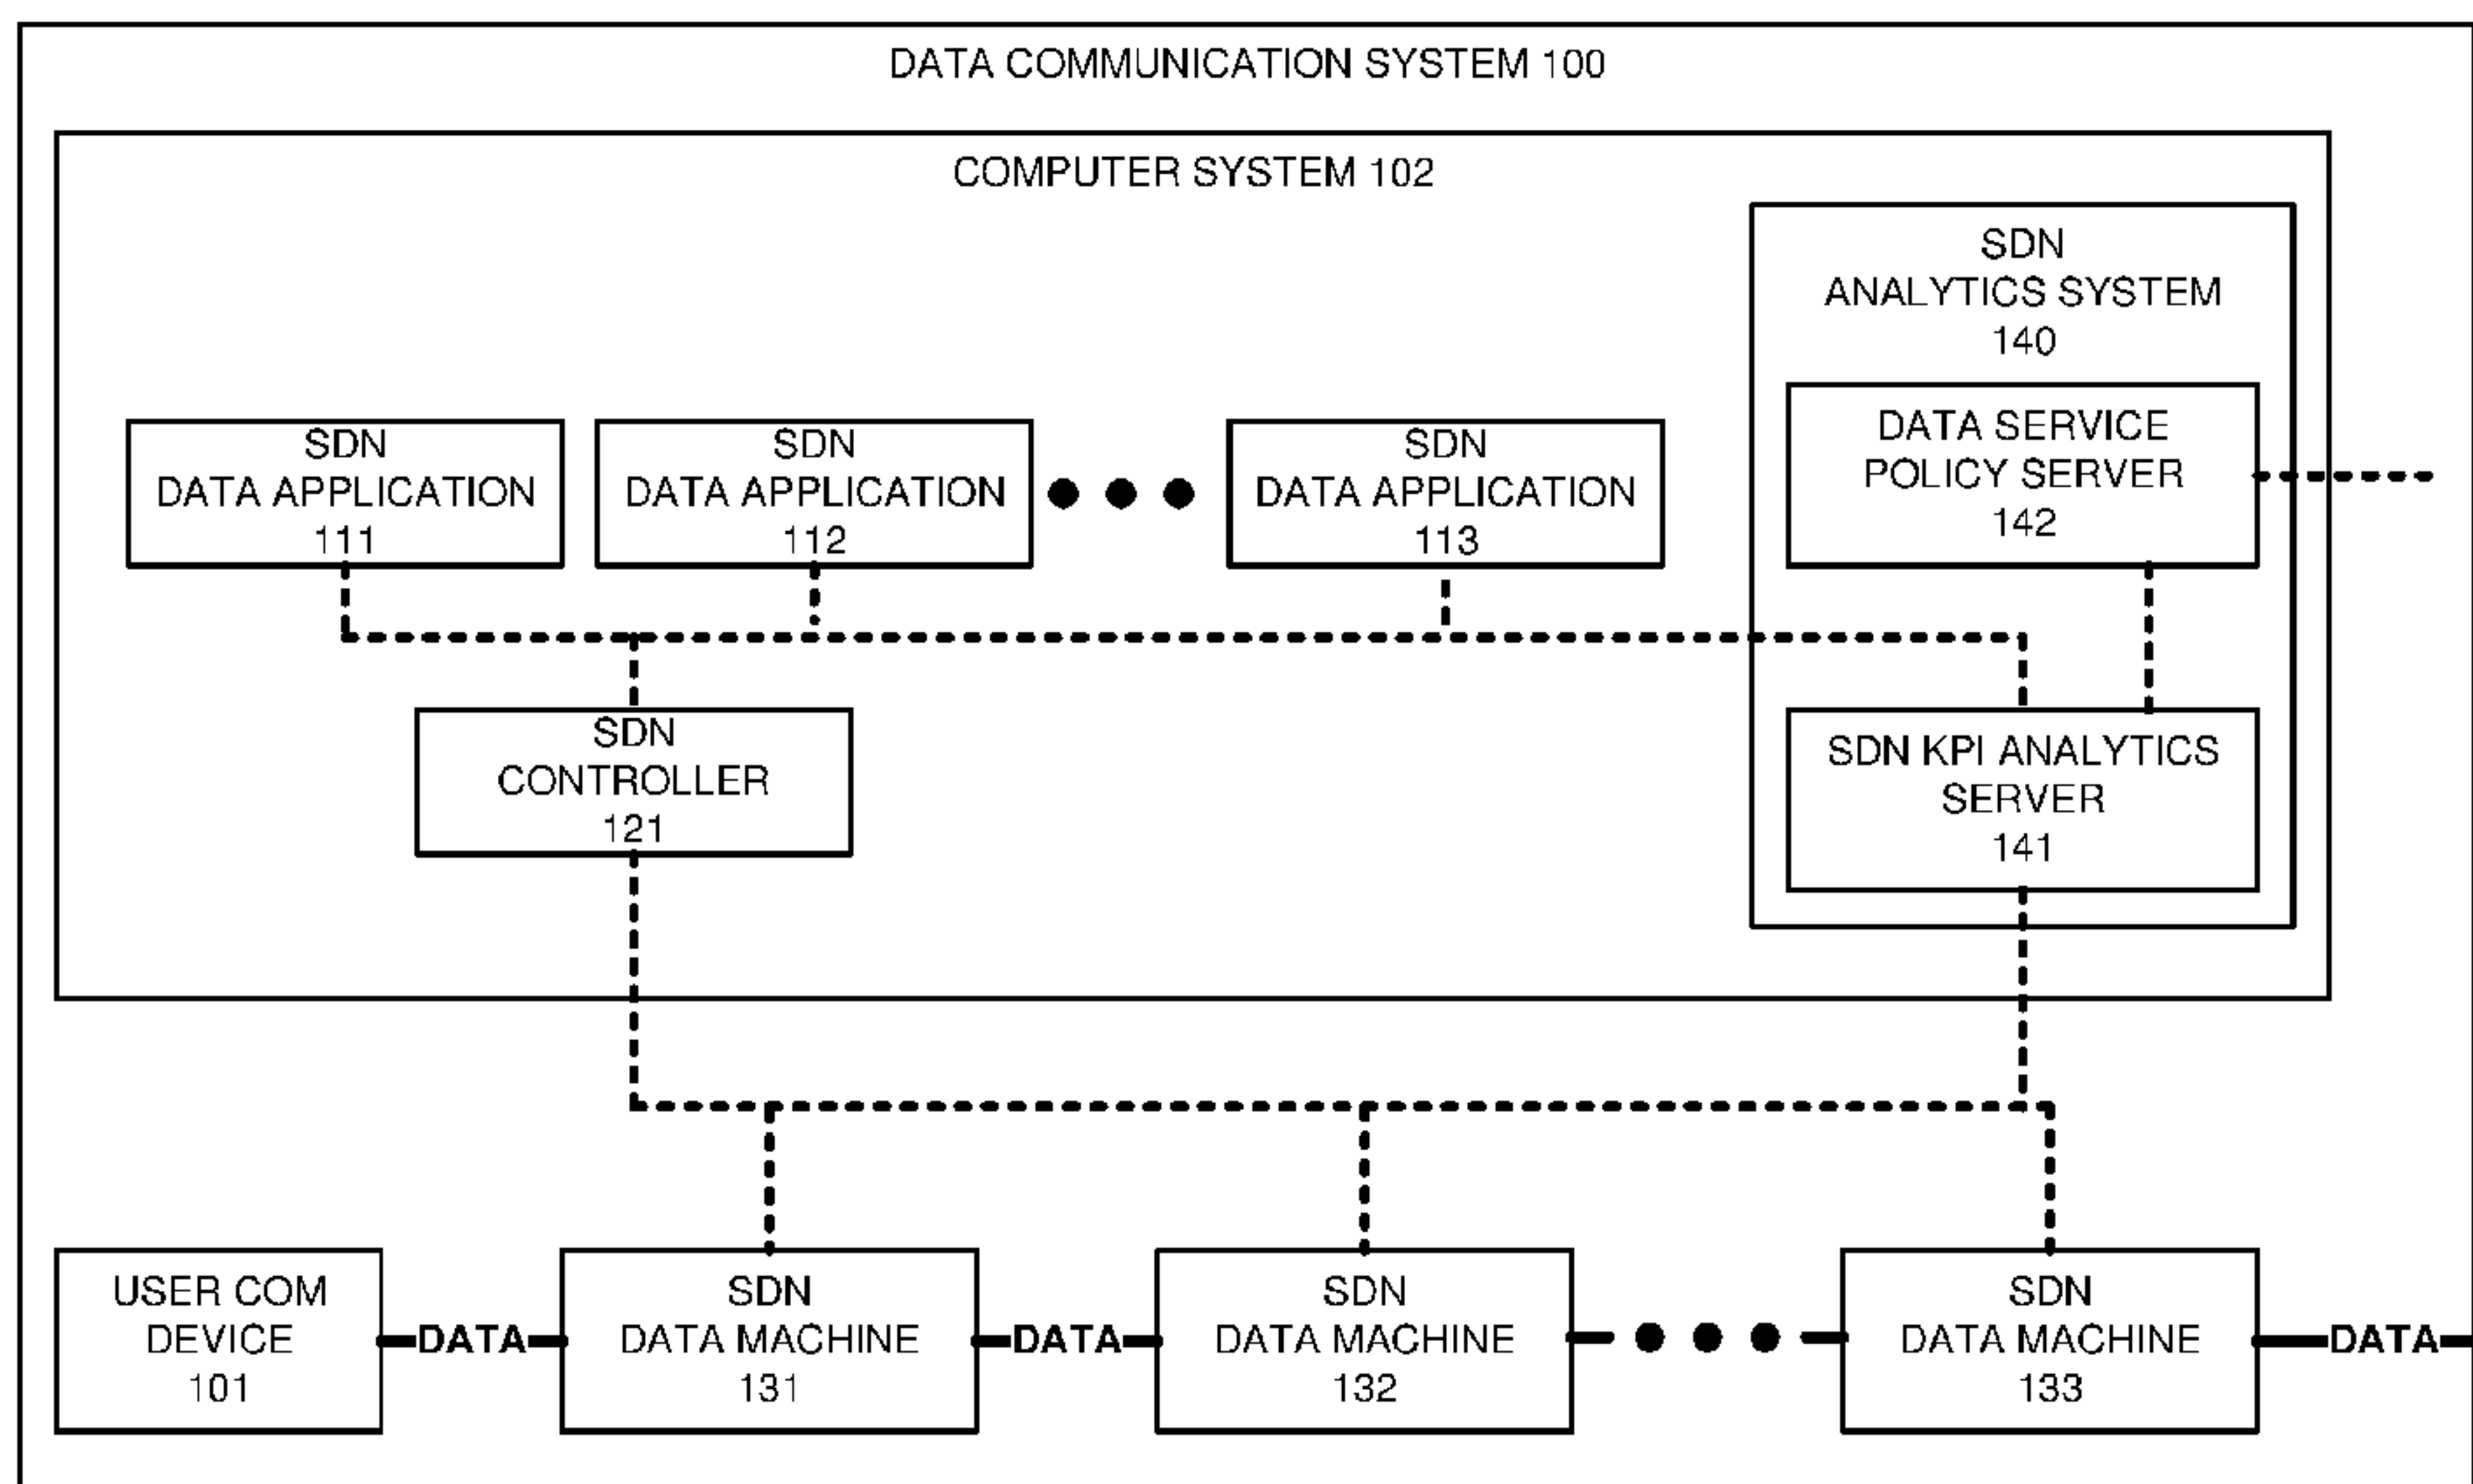 DATA COMMUNICATION SYSTEM 100
COMPUTER SYSTEM 102
SDN
ANALYTICS SYSTEM
140
DATA SERVICE
POLICY SERVER
142
SDN
DATA APPLICATION
111
SDN
DATA APPLICATION
112
SDN
DATA APPLICATION
113
SDN
CONTROLLER
121
SDN KPI ANALYTICS
SERVER
141
USER COM
DEVICE
101
DATA
SDN
DATA MACHINE
131
DATA
SDN
DATA MACHINE
132
SDN
DATA MACHINE
133
DATA